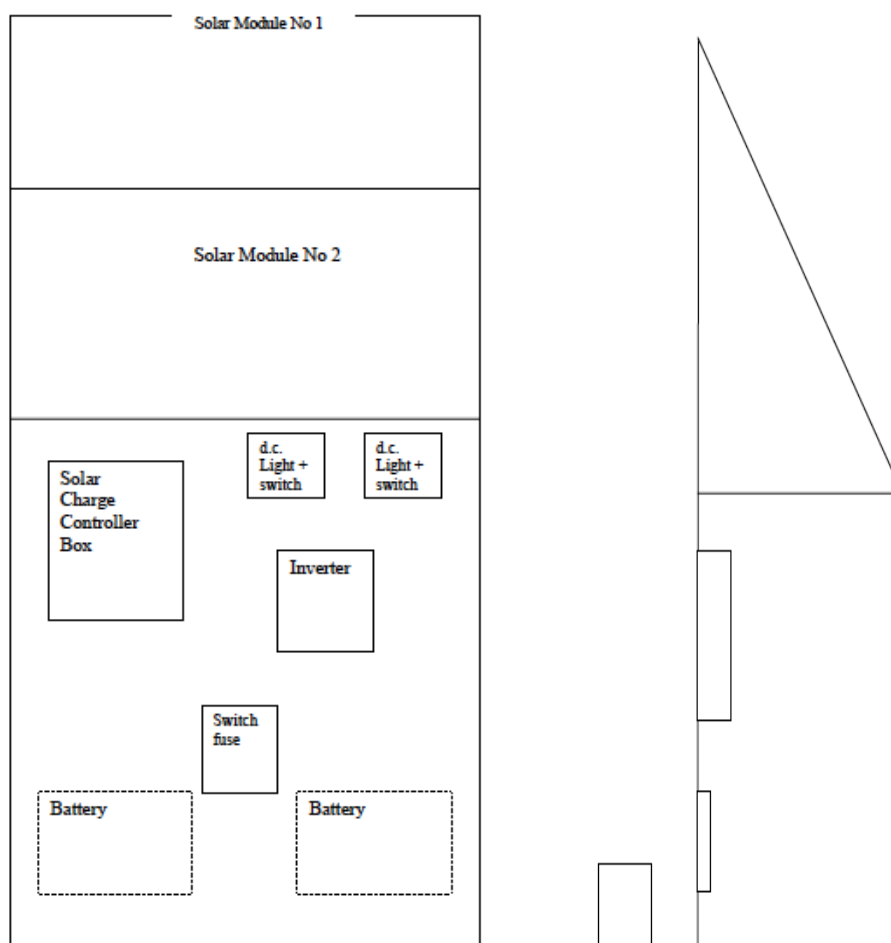 Solar Module No 1
Solar Module No 2
d.c.
Light +
switch
d.c.
Light +
switch
Solar
Charge
Controller
Box
Inverter
Switch
fuse
Battery
Battery